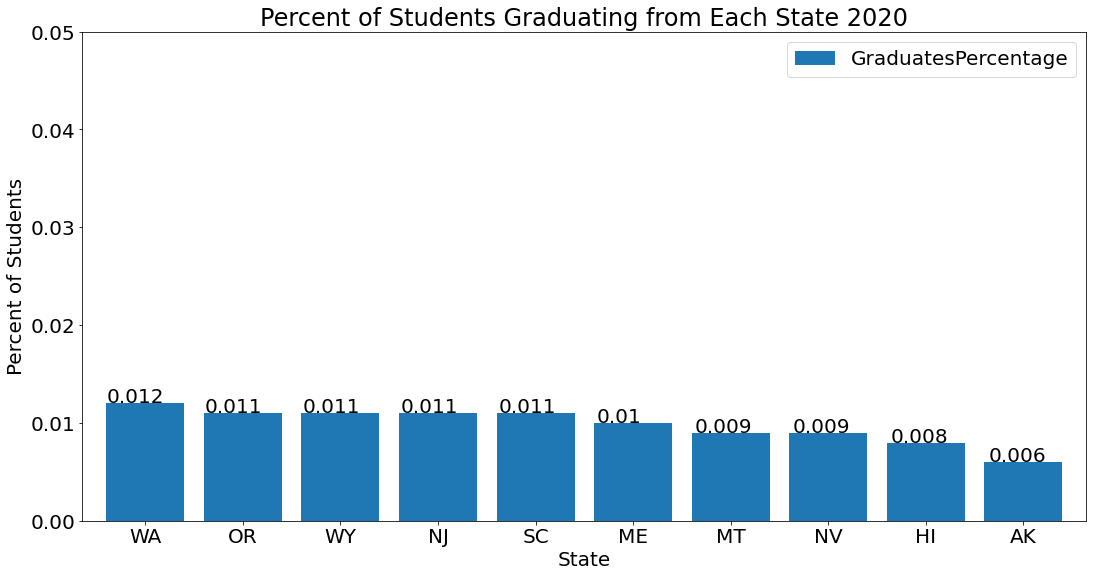 Percent of Students Graduating from Each State 2020
GraduatesPercentage
Percent of Students
0.05
0.04
0.03
0.02
0.01
0.00
0.012 0.011 0.011 0.011 0.011 0.01 0.009 0.009 0.008 0.006
WA OR WY NJ SC ME MT NV HI AK
State